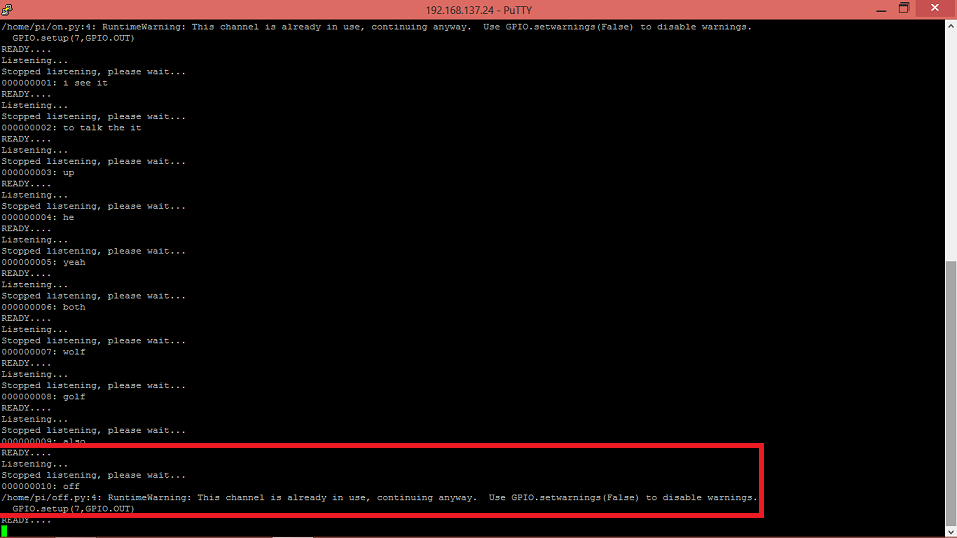 192.168.137.24 - PuTTY
/home/pi/on.py:4: RuntimeWarning: This channel is already in use, continuing anyway.  Use GPIO.setwarnings(False) to disable warnings.
  GPIO.setup(7,GPIO.OUT)
READY....
Listening...
Stopped listening, please wait...
000000001: i see it
READY....
Listening...
Stopped listening, please wait...
000000002: to talk the it
READY....
Listening...
Stopped listening, please wait...
000000003: up
READY....
Listening...
Stopped listening, please wait...
000000004: he
READY....
Listening...
Stopped listening, please wait...
000000005: yeah
READY....
Listening...
Stopped listening, please wait...
000000006: both
READY....
Listening...
Stopped listening, please wait...
000000007: wolf
READY....
Listening...
Stopped listening, please wait...
000000008: golf
READY....
Listening...
Stopped listening, please wait...
000000009: also
READY....
Listening...
Stopped listening, please wait...
000000010: off
/home/pi/off.py:4: RuntimeWarning: This channel is already in use, continuing anyway.  Use GPIO.setwarnings(False) to disable warnings.
  GPIO.setup(7,GPIO.OUT)
READY....